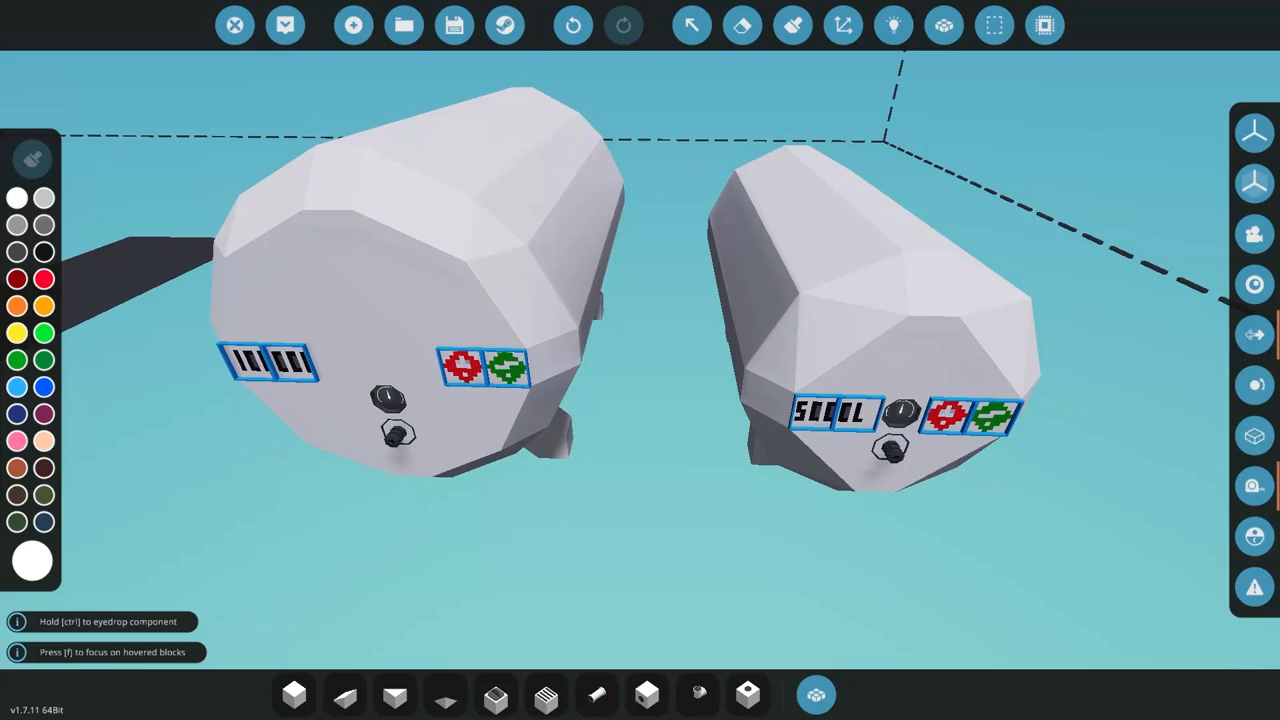 Hold [ctrl] to eyedrop component
Press [f] to focus on hovered blocks
v1.7.11 64Bit